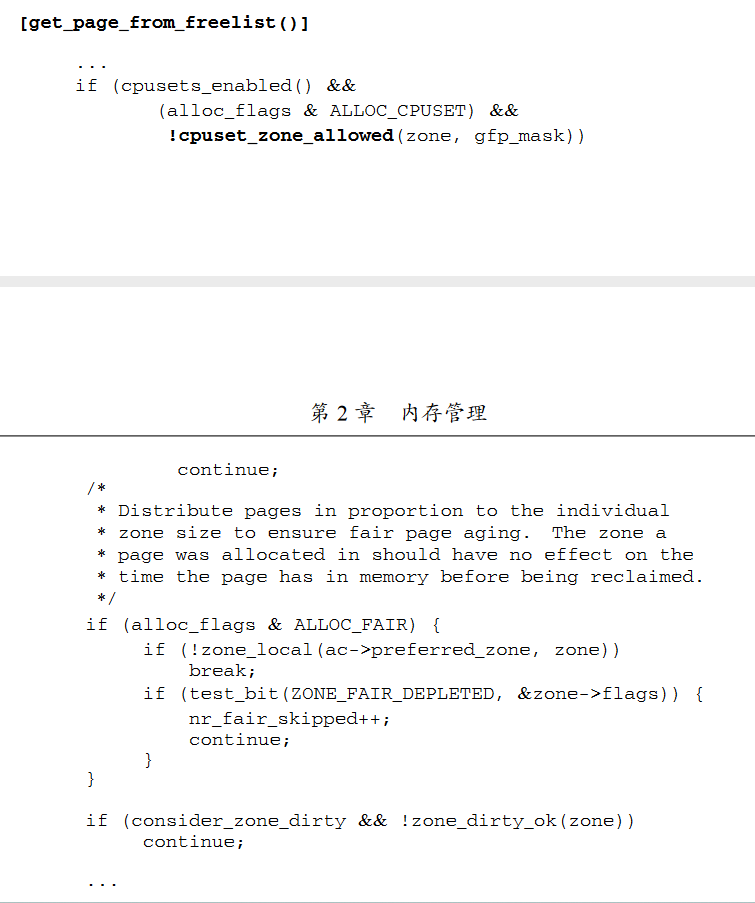 [get_page_from_freelist()]
...
if (cpusets_enabled() &&
(alloc_flags & ALLOC_CPUSET) &&
!cpuset_zone_allowed(zone, gfp_mask))
第 2 章 内存管理
continue;
/*
* Distribute pages in proportion to the individual
* zone size to ensure fair page aging. The zone a
* page was allocated in should have no effect on the
* time the page has in memory before being reclaimed.
*/
if (alloc_flags & ALLOC_FAIR) {
if (!zone_local(ac->preferred_zone, zone))
break;
if (test_bit(ZONE_FAIR_DEPLETED, &zone->flags)) {
nr_fair_skipped++;
continue;
}
}
if (consider_zone_dirty && !zone_dirty_ok(zone))
continue;
...